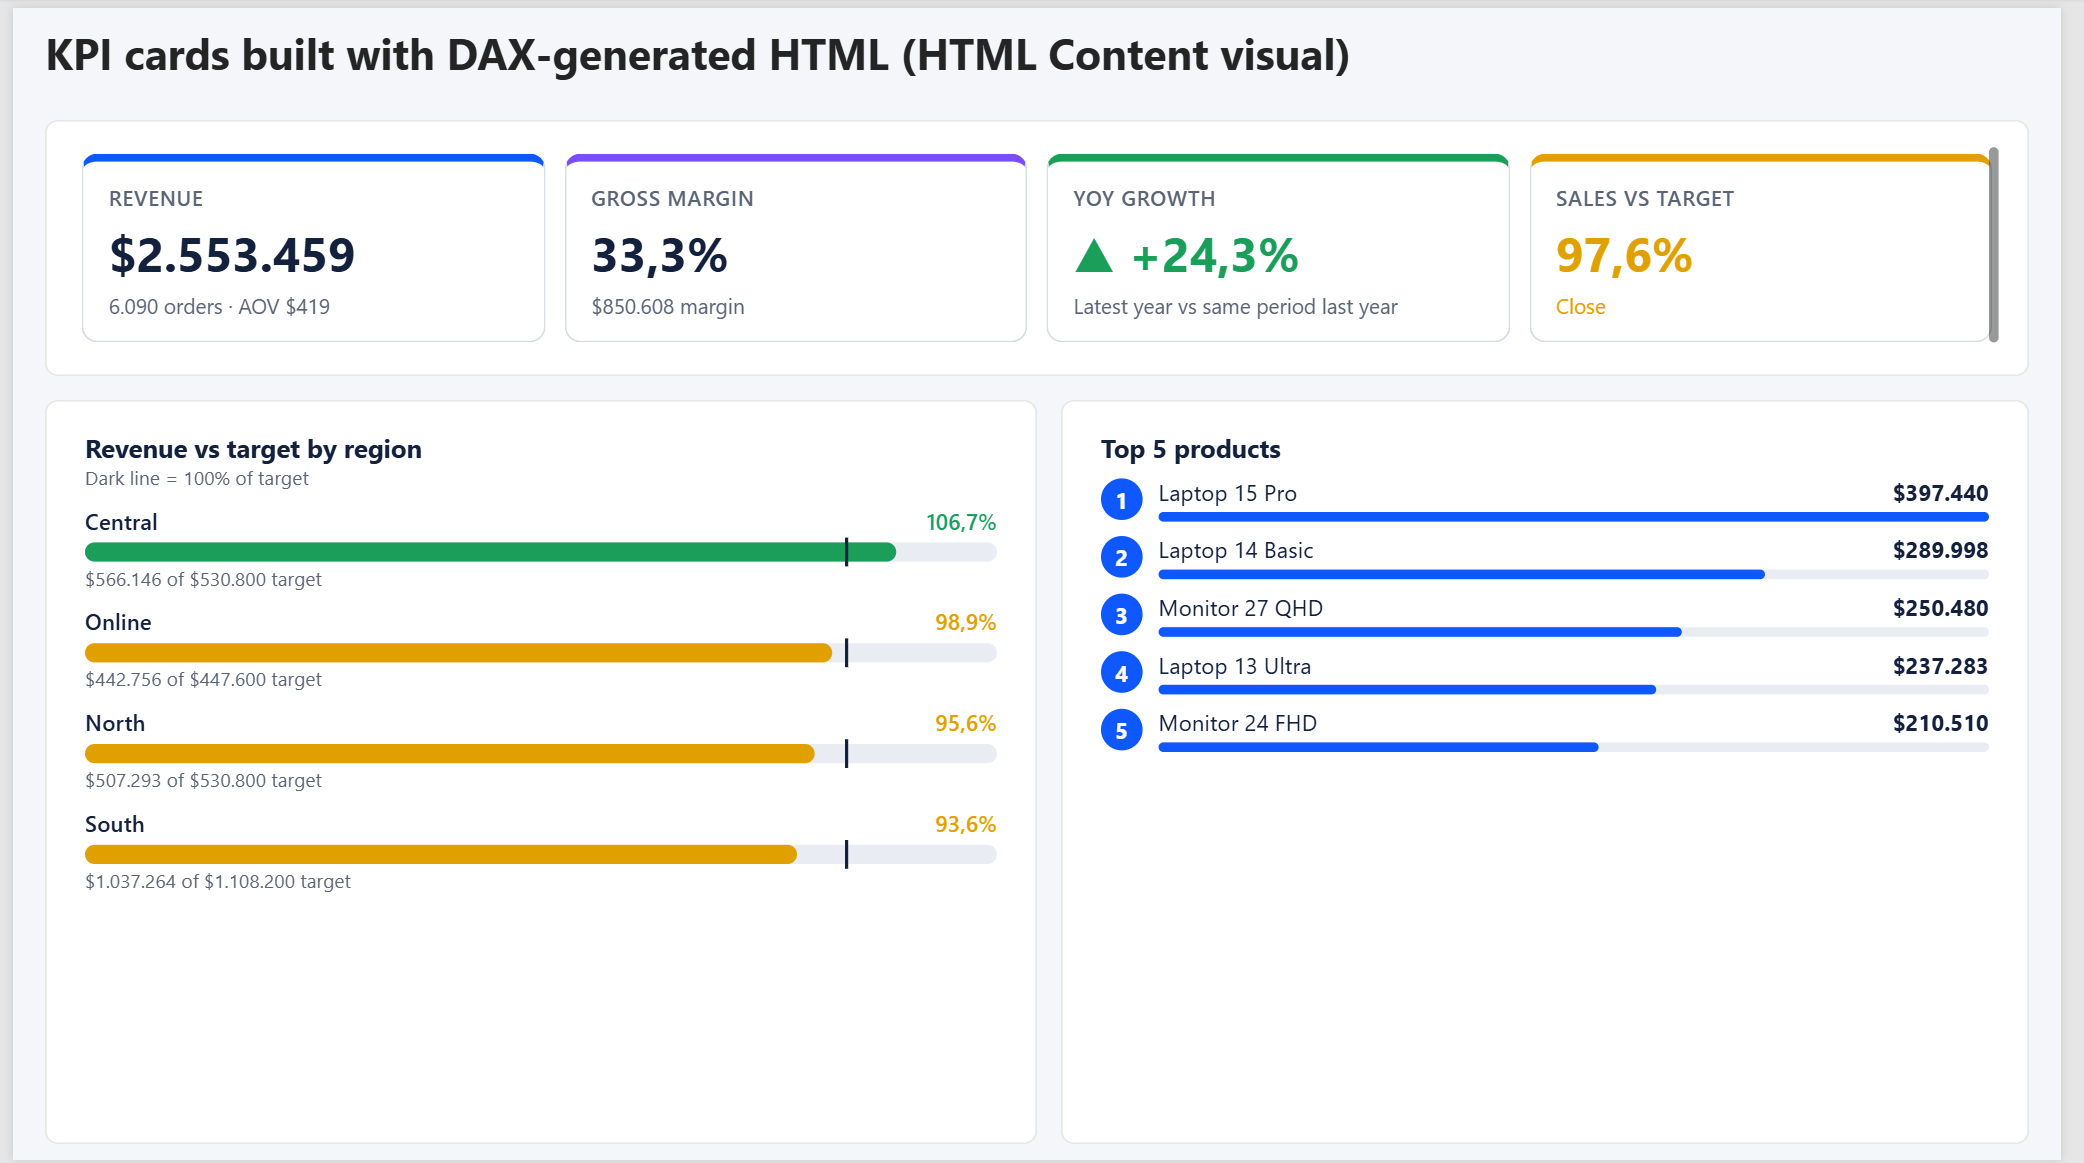 KPI cards built with DAX-generated HTML (HTML Content visual)
REVENUE
$2.553.459
6.090 orders · AOV $419
GROSS MARGIN
33,3%
$850.608 margin
YOY GROWTH
▲ +24,3%
Latest year vs same period last year
SALES VS TARGET
97,6%
Close
Revenue vs target by region
Dark line = 100% of target
Central 106,7%
$566.146 of $530.800 target
Online 98,9%
$442.756 of $447.600 target
North 95,6%
$507.293 of $530.800 target
South 93,6%
$1.037.264 of $1.108.200 target
Top 5 products
1 Laptop 15 Pro $397.440
2 Laptop 14 Basic $289.998
3 Monitor 27 QHD $250.480
4 Laptop 13 Ultra $237.283
5 Monitor 24 FHD $210.510